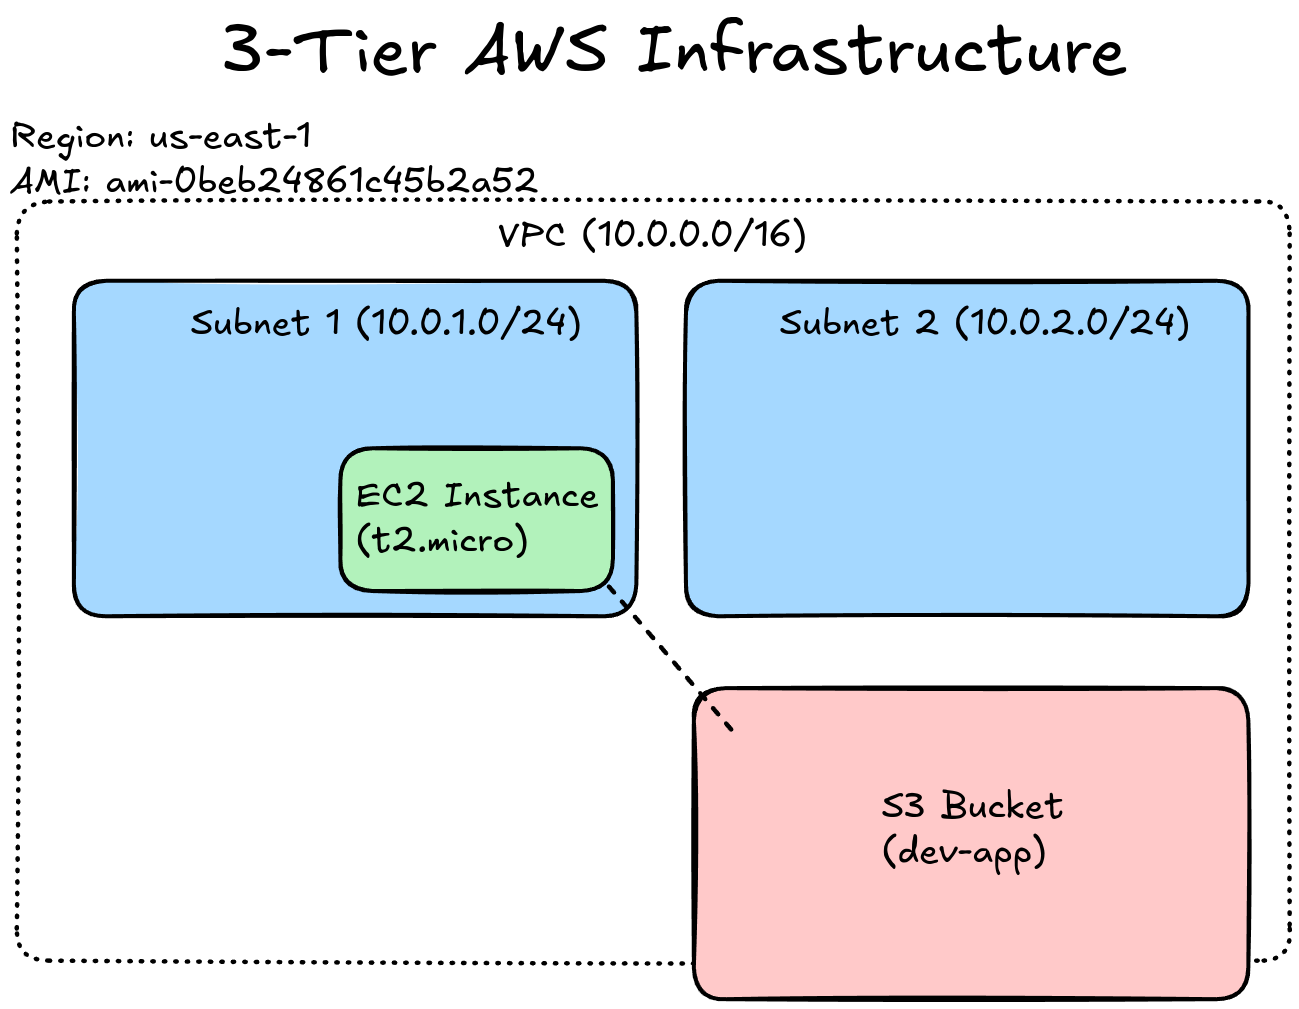 3-Tier AWS Infrastructure
Region: us-east-1
AMI: ami-0beb24861c45b2a52
VPC (10.0.0.0/16)
Subnet 1 (10.0.1.0/24)
Subnet 2 (10.0.2.0/24)
EC2 Instance
(t2.micro)
S3 Bucket
(dev-app)